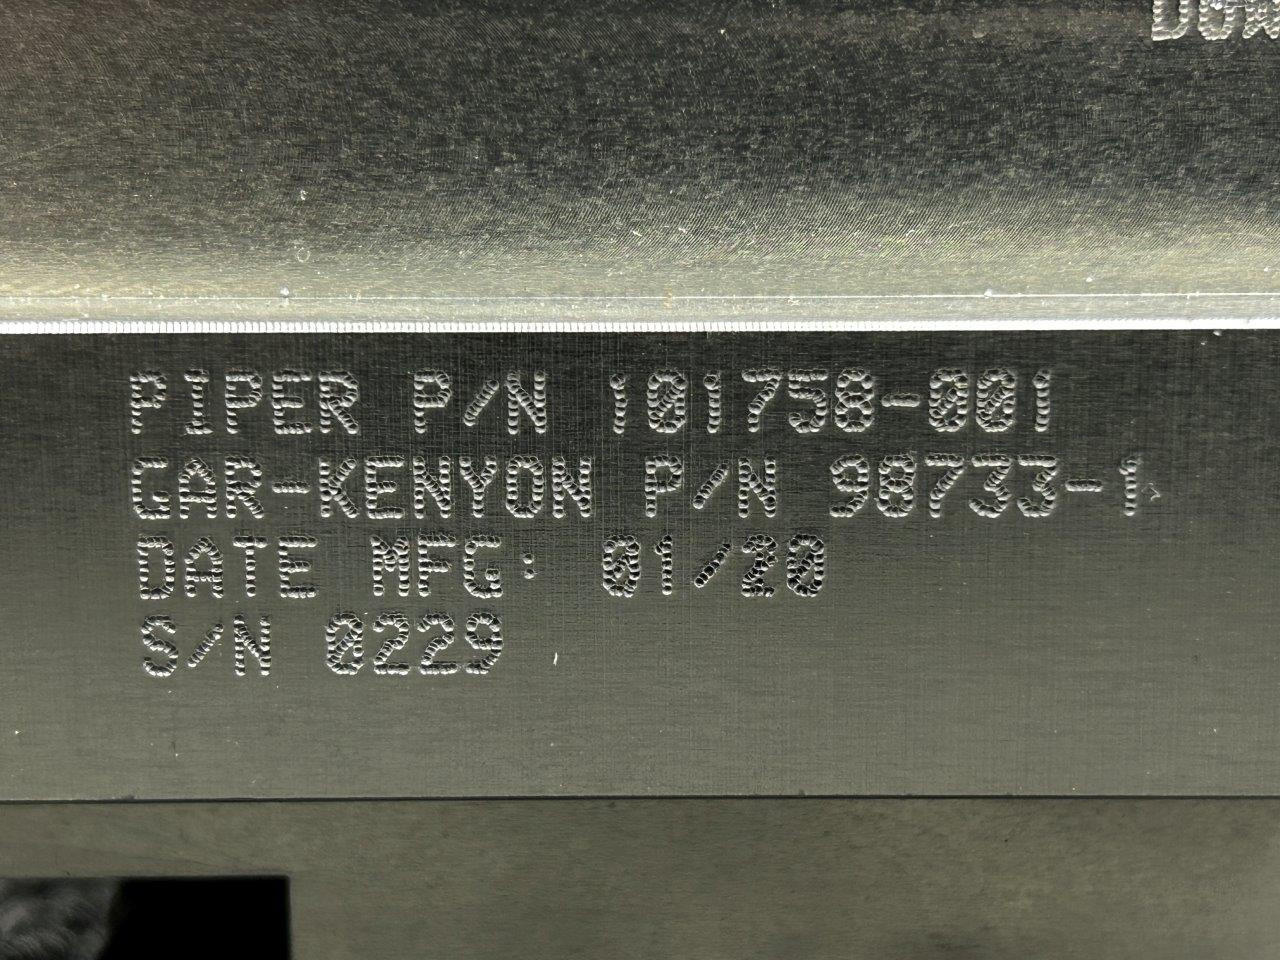 PIPER P/N 101758-001
GAR-KENYON P/N 98733-1
DATE MFG: 01/20
S/N 0229